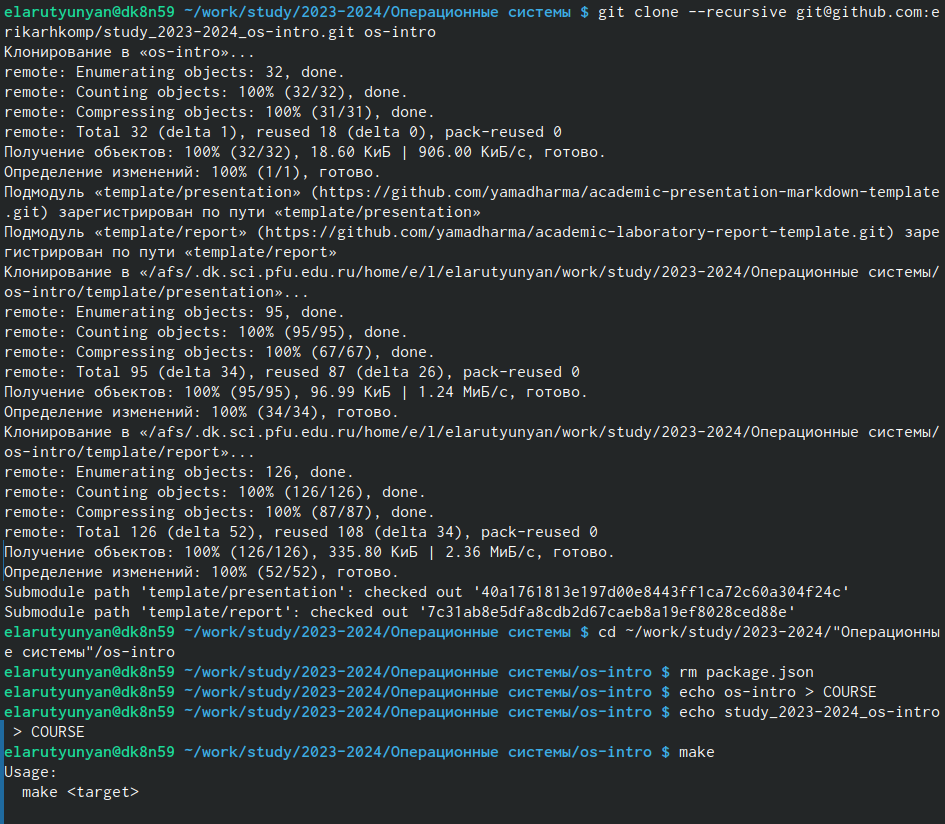 elarutyunyan@dk8n59 ~/work/study/2023-2024/Операционные системы $ git clone --recursive git@github.com:e
rikarhkomp/study_2023-2024_os-intro.git os-intro
Клонирование в «os-intro»...
remote: Enumerating objects: 32, done.
remote: Counting objects: 100% (32/32), done.
remote: Compressing objects: 100% (31/31), done.
remote: Total 32 (delta 1), reused 18 (delta 0), pack-reused 0
Получение объектов: 100% (32/32), 18.60 КиБ | 906.00 КиБ/с, готово.
Определение изменений: 100% (1/1), готово.
Подмодуль «template/presentation» (https://github.com/yamadharma/academic-presentation-markdown-template
.git) зарегистрирован по пути «template/presentation»
Подмодуль «template/report» (https://github.com/yamadharma/academic-laboratory-report-template.git) заре
гистрирован по пути «template/report»
Клонирование в «/afs/.dk.sci.pfu.edu.ru/home/e/l/elarutyunyan/work/study/2023-2024/Операционные системы/
os-intro/template/presentation»...
remote: Enumerating objects: 95, done.
remote: Counting objects: 100% (95/95), done.
remote: Compressing objects: 100% (67/67), done.
remote: Total 95 (delta 34), reused 87 (delta 26), pack-reused 0
Получение объектов: 100% (95/95), 96.99 КиБ | 1.24 МиБ/с, готово.
Определение изменений: 100% (34/34), готово.
Клонирование в «/afs/.dk.sci.pfu.edu.ru/home/e/l/elarutyunyan/work/study/2023-2024/Операционные системы/
os-intro/template/report»...
remote: Enumerating objects: 126, done.
remote: Counting objects: 100% (126/126), done.
remote: Compressing objects: 100% (87/87), done.
remote: Total 126 (delta 52), reused 108 (delta 34), pack-reused 0
Получение объектов: 100% (126/126), 335.80 КиБ | 2.36 МиБ/с, готово.
Определение изменений: 100% (52/52), готово.
Submodule path 'template/presentation': checked out '40a1761813e197d00e8443ff1ca72c60a304f24c'
Submodule path 'template/report': checked out '7c31ab8e5dfa8cdb2d67caeb8a19ef8028ced88e'
elarutyunyan@dk8n59 ~/work/study/2023-2024/Операционные системы $ cd ~/work/study/2023-2024/"Операционны
е системы"/os-intro
elarutyunyan@dk8n59 ~/work/study/2023-2024/Операционные системы/os-intro $ rm package.json
elarutyunyan@dk8n59 ~/work/study/2023-2024/Операционные системы/os-intro $ echo os-intro > COURSE
elarutyunyan@dk8n59 ~/work/study/2023-2024/Операционные системы/os-intro $ echo study_2023-2024_os-intro
 > COURSE
elarutyunyan@dk8n59 ~/work/study/2023-2024/Операционные системы/os-intro $ make
Usage:
  make <target>